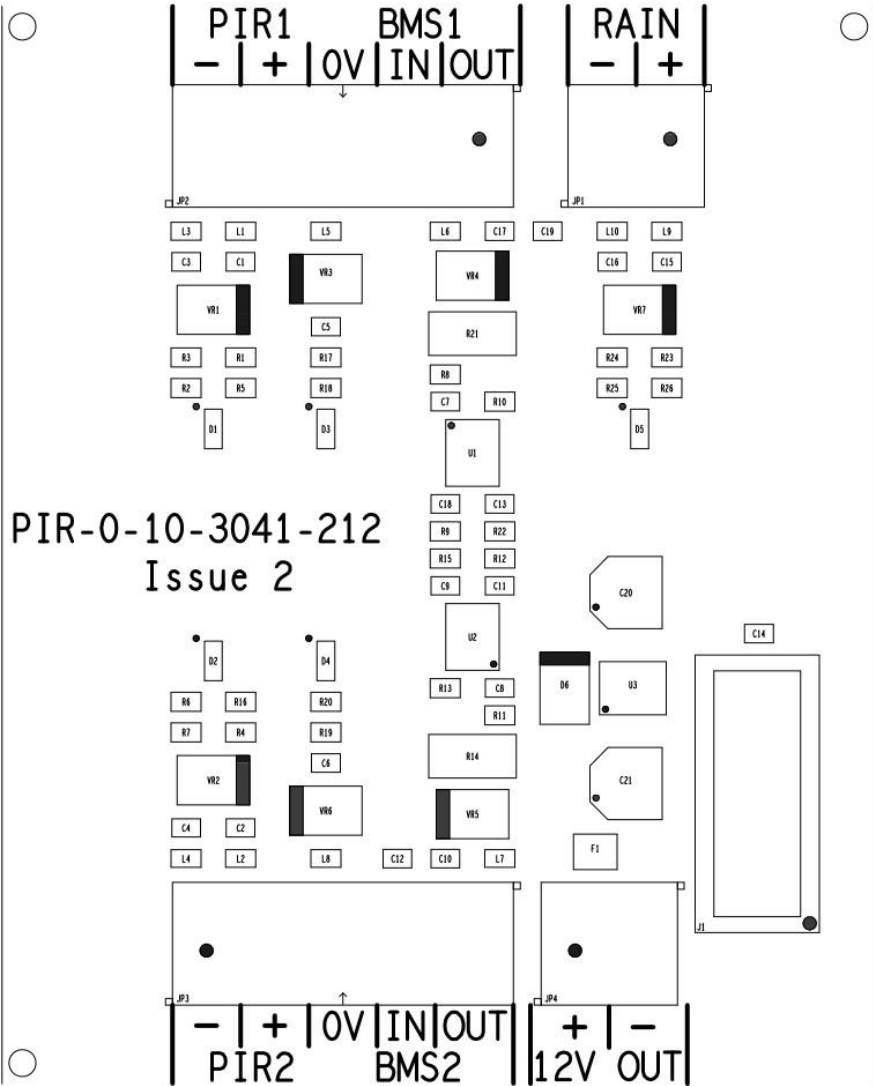 PIR1 BMS1 RAIN
- + 0V IN OUT - +
JP2 JP1
L3 L1 L5 L6 C17 C19 L10 L9
C3 C1 VR3 VR4 C16 C15
VR1 VR7
C5 R21
R3 R1 R17 R24 R23
R8
R2 R5 R18 R25 R26
C7 R10
D1 D3 D5
U1
C18 C13
PIR-0-10-3041-212
R9 R22
R15 R12
Issue 2
C9 C11
C20
C14
U2
D2 D4
R13 C8 D6 U3
R6 R16 R20
R11
R7 R4 R19
R14
C6
VR2 C21
VR6 VR5
C4 C2
F1
L4 L2 L8 C12 C10 L7
J1
JP3 JP4
- + 0V IN OUT + -
PIR2 BMS2 12V OUT